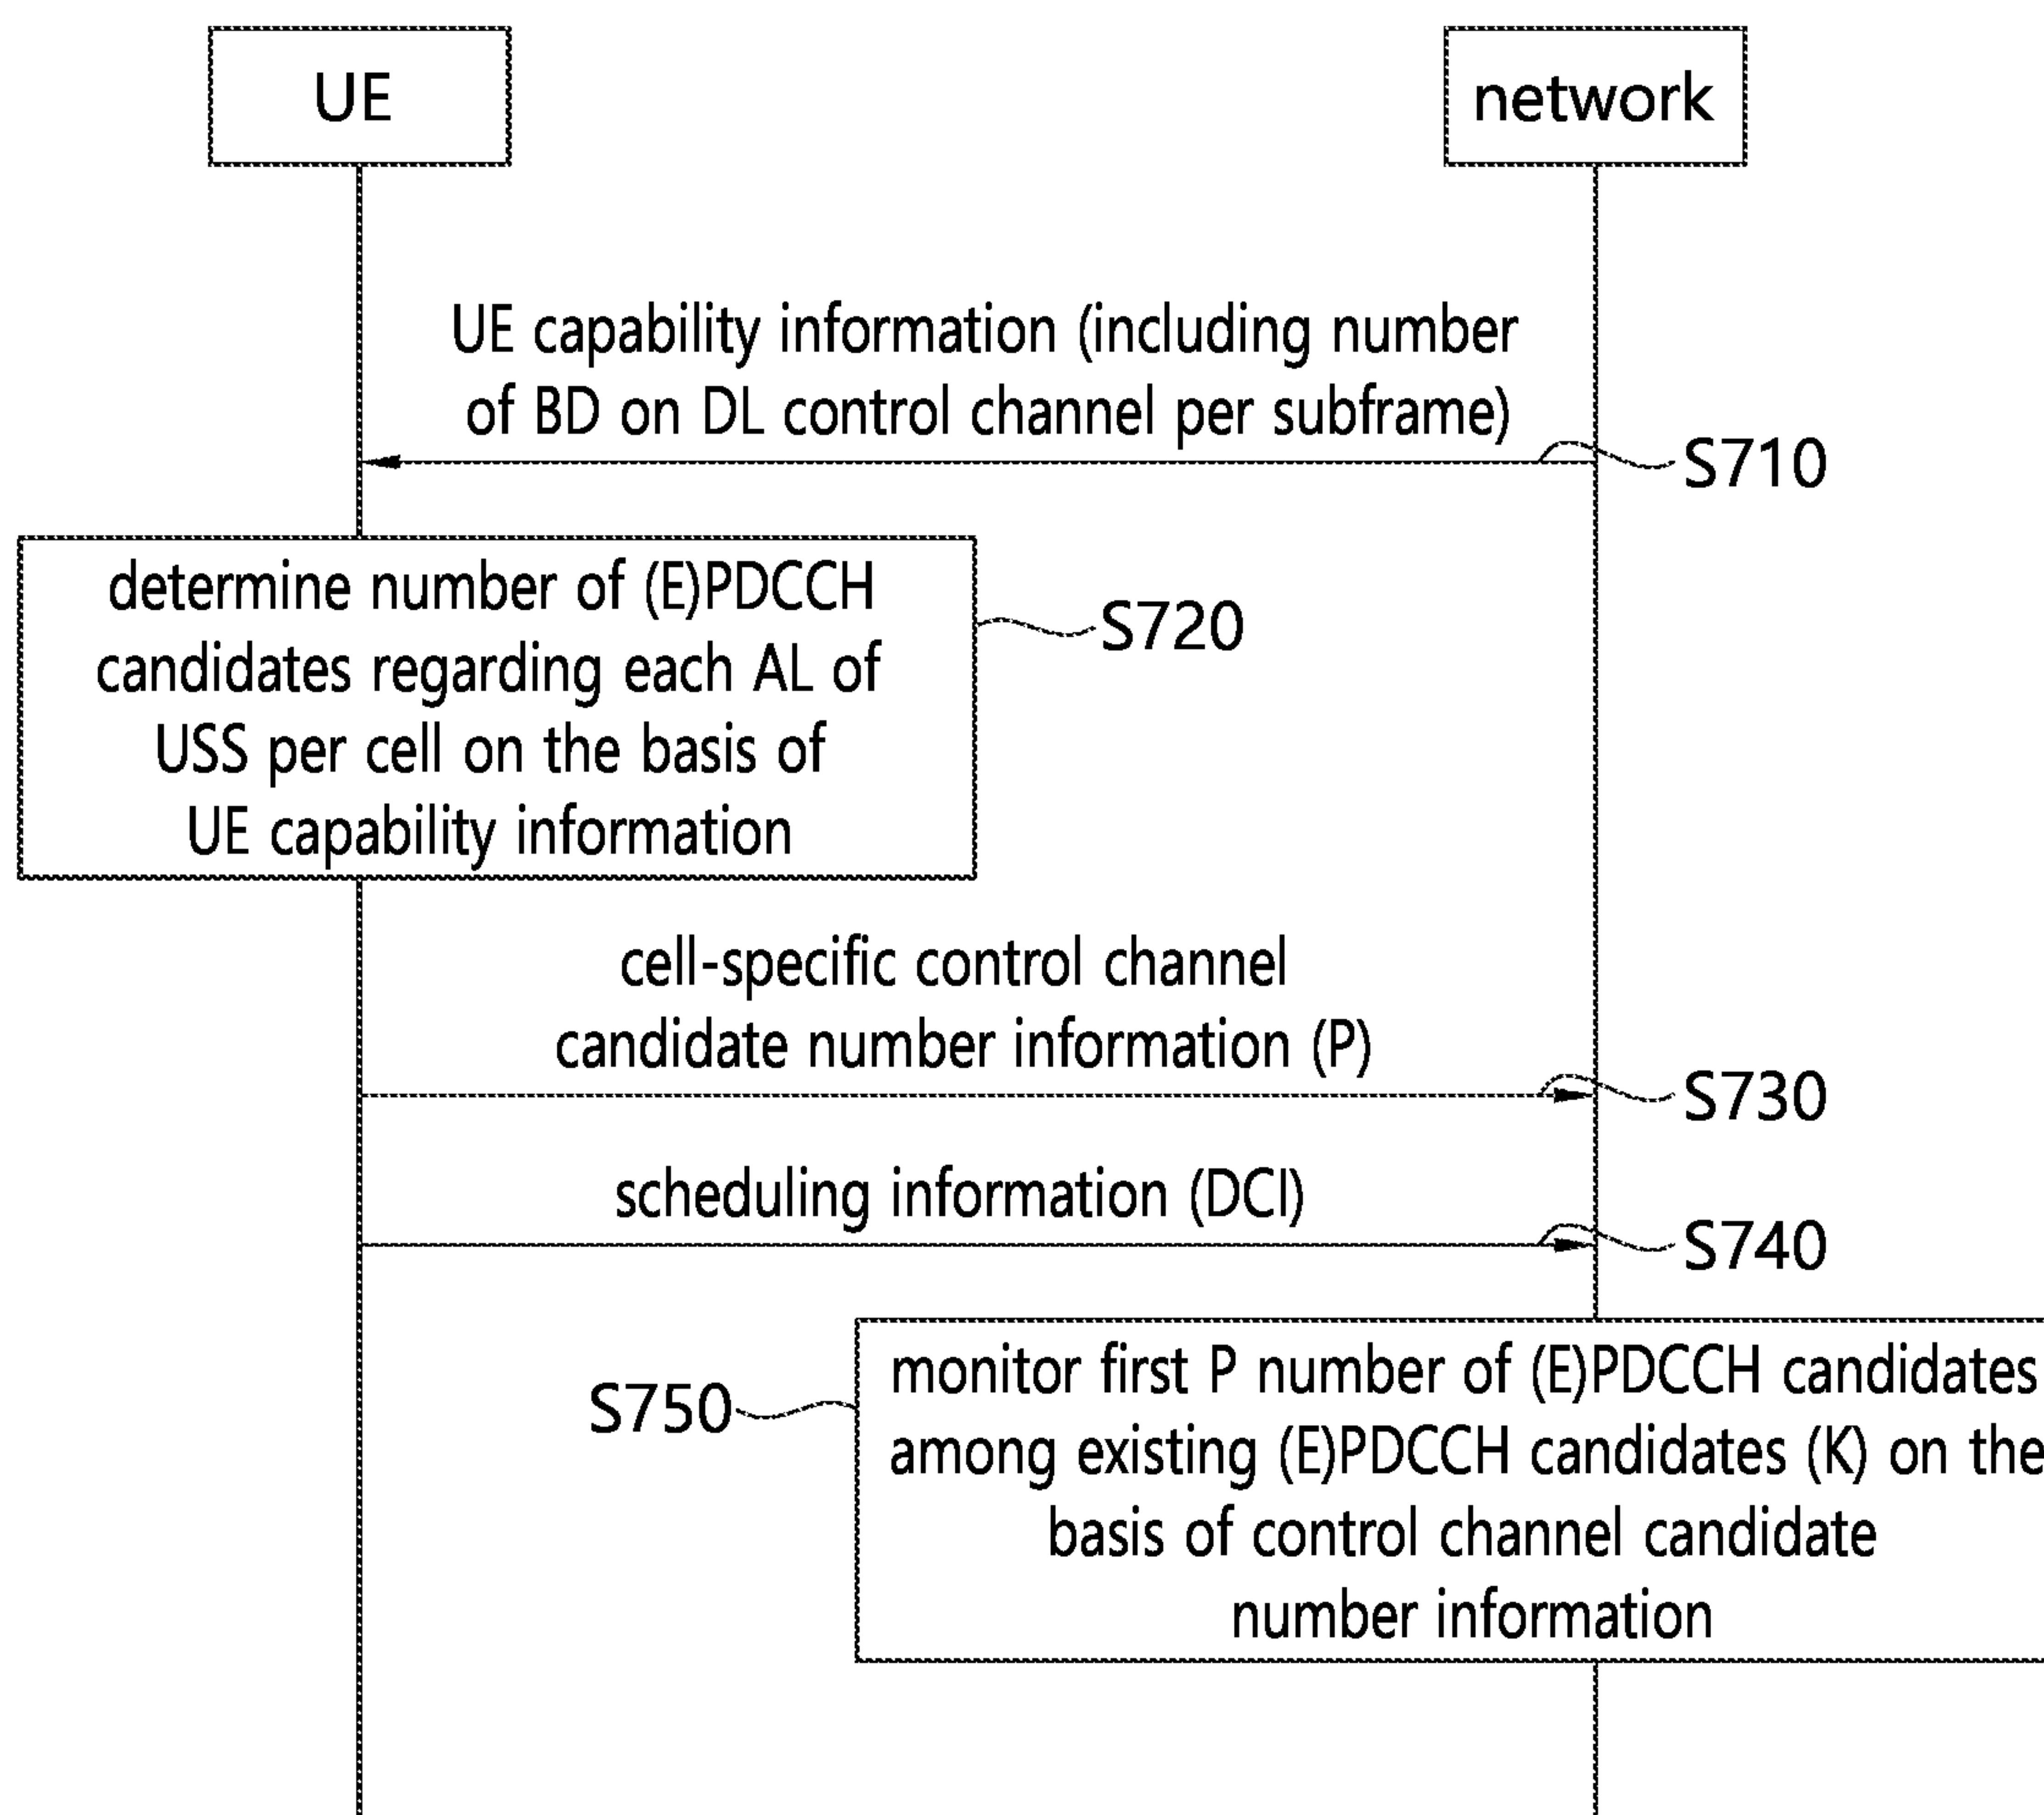 UE
network
UE capability information (including number
of BD on DL control channel per subframe)
S710
determine number of (E)PDCCH
candidates regarding each AL of
USS per cell on the basis of
UE capability information
S720
cell-specific control channel
candidate number information (P)
S730
scheduling information (DCI)
S740
S750
monitor first P number of (E)PDCCH candidates
among existing (E)PDCCH candidates (K) on the
basis of control channel candidate
number information